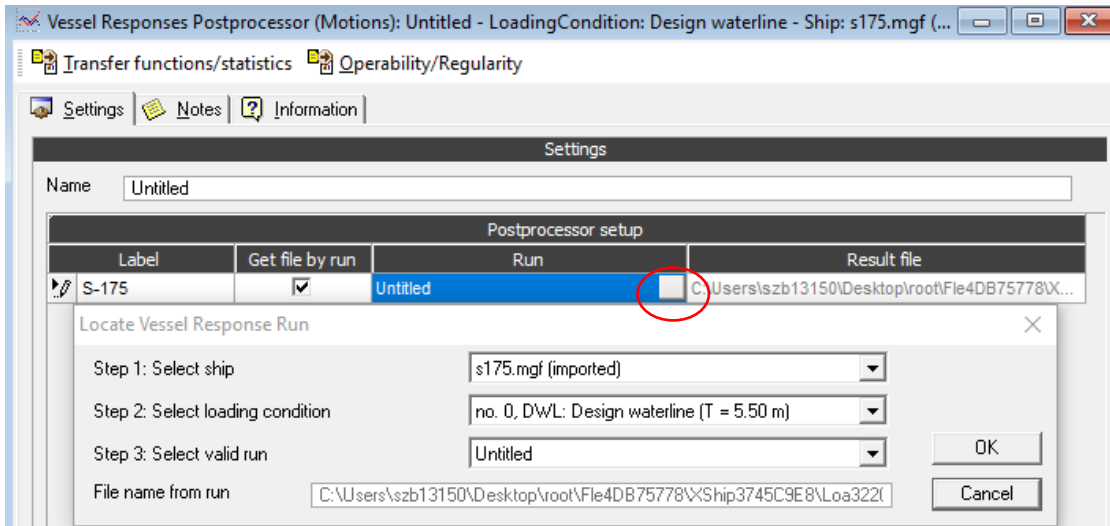 Vessel Responses Postprocessor (Motions): Untitled - LoadingCondition: Design waterline - Ship: s175.mgf (...
Transfer functions/statistics Operability/Regularity
Settings Notes Information
Settings
Name Untitled
Postprocessor setup
Label Get file by run Run Result file
S-175 Untitled C:\Users\szb13150\Desktop\root\Fle4DB75778\X...
Locate Vessel Response Run
Step 1: Select ship s175.mgf (imported)
Step 2: Select loading condition no. 0, DWL: Design waterline (T = 5.50 m)
Step 3: Select valid run Untitled OK
File name from run C:\Users\szb13150\Desktop\root\Fle4DB75778\XShip3745C9E8\Loa322( Cancel